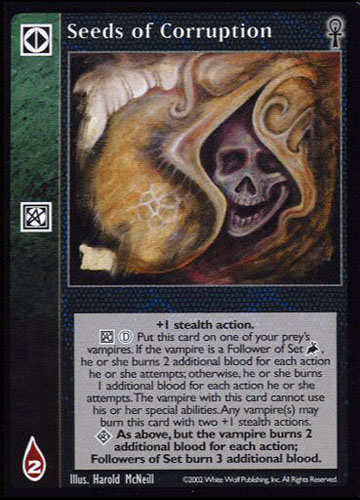 Seeds of Corruption
+1 stealth action.
D Put this card on one of your prey's
vampires. If the vampire is a Follower of Set ,
he or she burns 2 additional blood for each action
he or she attempts; otherwise, he or she burns
1 additional blood for each action he or she
attempts. The vampire with this card cannot use
his or her special abilities. Any vampire(s) may
burn this card with two +1 stealth actions.
As above, but the vampire burns 2
additional blood for each action;
Followers of Set burn 3 additional blood.
2
Illus. Harold McNeill
©2002 White Wolf Publishing, Inc. All Rights Reserved.